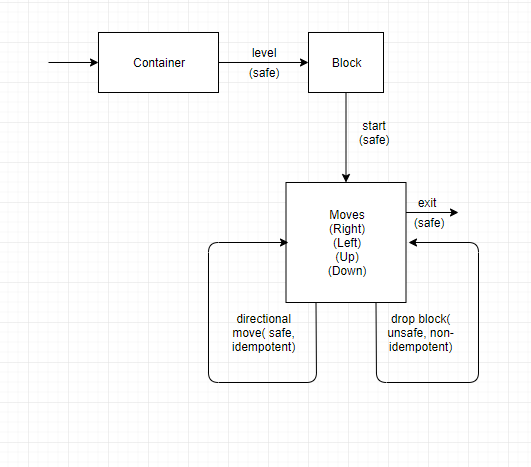 Container
level
(safe)
Block
start
(safe)
Moves
(Right)
(Left)
(Up)
(Down)
exit
(safe)
directional
move( safe,
idempotent)
drop block(
unsafe, non-
idempotent)